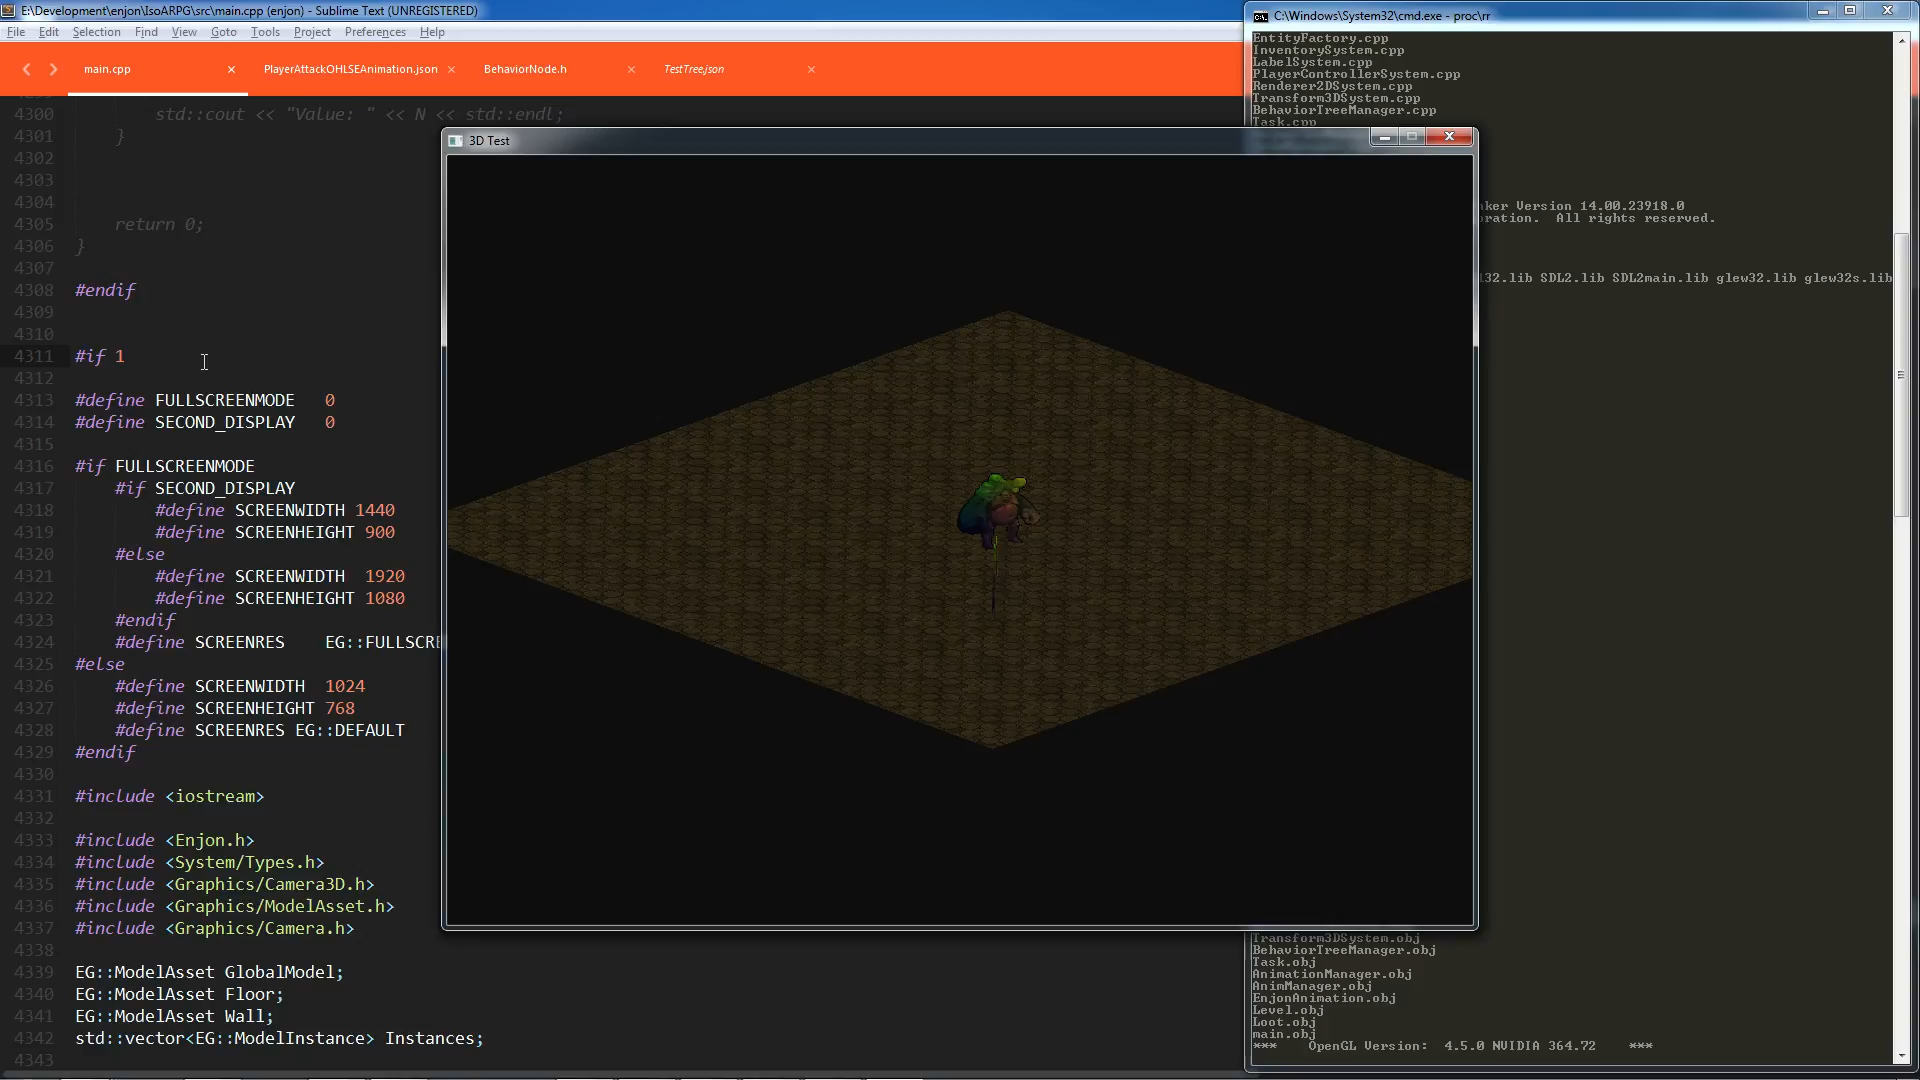 E:\Development\enjon\IsoARPG\src\main.cpp (enjon) - Sublime Text (UNREGISTERED)
File Edit Selection Find View Goto Tools Project Preferences Help
main.cpp PlayerAttackOHLSEAnimation.json BehaviorNode.h TestTree.json
4300 std::cout << "Value: " << N << std::endl;
4301 }
4302
4303
4304
4305 return 0;
4306 }
4307
4308 #endif
4309
4310
4311 #if 1
4312
4313 #define FULLSCREENMODE 0
4314 #define SECOND_DISPLAY 0
4315
4316 #if FULLSCREENMODE
4317 #if SECOND_DISPLAY
4318 #define SCREENWIDTH 1440
4319 #define SCREENHEIGHT 900
4320 #else
4321 #define SCREENWIDTH 1920
4322 #define SCREENHEIGHT 1080
4323 #endif
4324 #define SCREENRES EG::FULLSCRE
4325 #else
4326 #define SCREENWIDTH 1024
4327 #define SCREENHEIGHT 768
4328 #define SCREENRES EG::DEFAULT
4329 #endif
4330
4331 #include <iostream>
4332
4333 #include <Enjon.h>
4334 #include <System/Types.h>
4335 #include <Graphics/Camera3D.h>
4336 #include <Graphics/ModelAsset.h>
4337 #include <Graphics/Camera.h>
4338
4339 EG::ModelAsset GlobalModel;
4340 EG::ModelAsset Floor;
4341 EG::ModelAsset Wall;
4342 std::vector<EG::ModelInstance> Instances;
4343
3D Test
C:\Windows\System32\cmd.exe - proc\rr
EntityFactory.cpp
InventorySystem.cpp
LabelSystem.cpp
PlayerControllerSystem.cpp
Renderer2DSystem.cpp
Transform3DSystem.cpp
BehaviorTreeManager.cpp
Task.cpp
nker Version 14.00.23918.0
oration. All rights reserved.
l32.lib SDL2.lib SDL2main.lib glew32.lib glew32s.lib
Transform3DSystem.obj
BehaviorTreeManager.obj
Task.obj
AnimationManager.obj
AnimManager.obj
EnjonAnimation.obj
Level.obj
Loot.obj
main.obj
*** OpenGL Version: 4.5.0 NVIDIA 364.72 ***